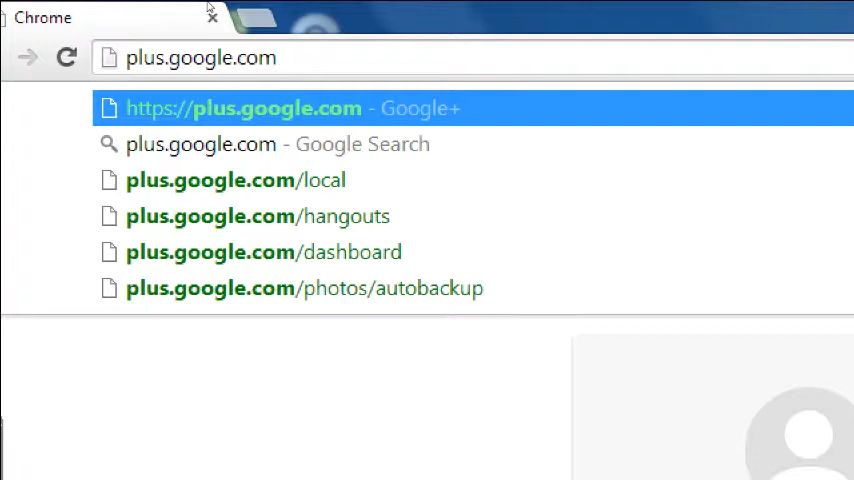 Chrome
plus.google.com
https://plus.google.com - Google+
plus.google.com - Google Search
plus.google.com/local
plus.google.com/hangouts
plus.google.com/dashboard
plus.google.com/photos/autobackup